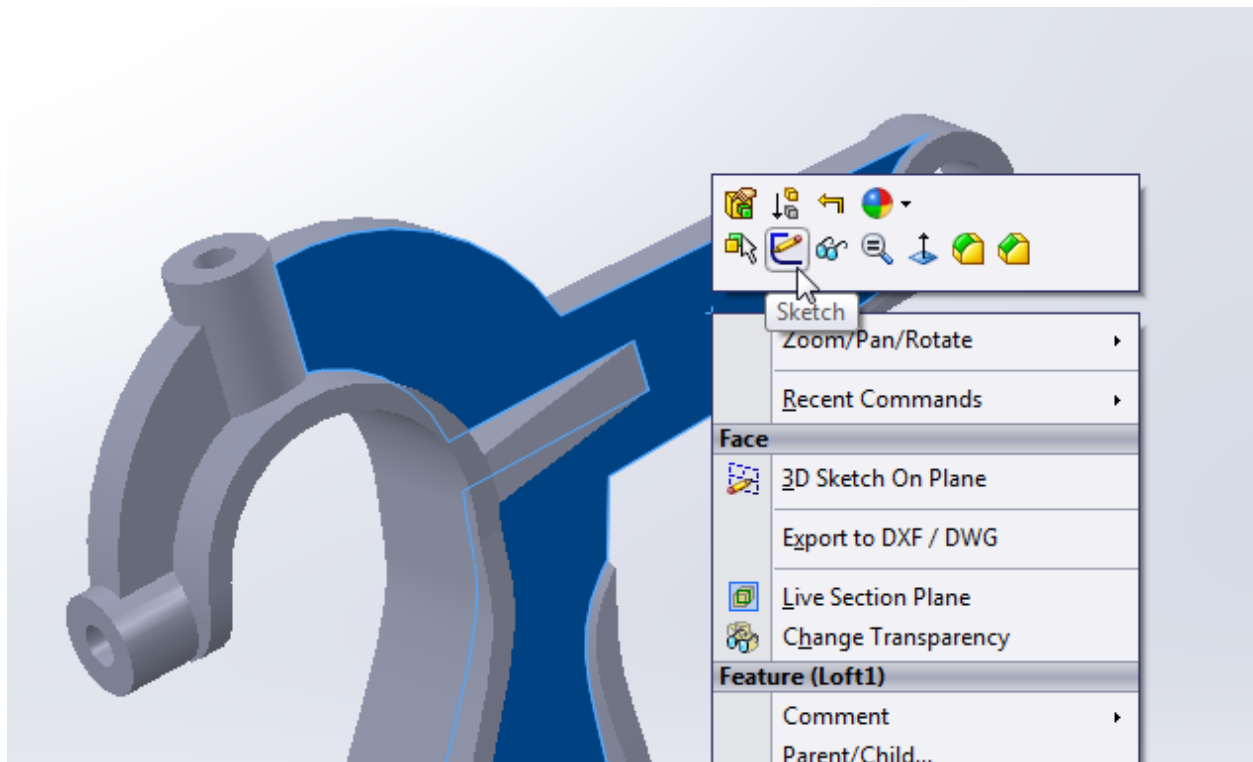 Sketch
Zoom/Pan/Rotate
Recent Commands
Face
3D Sketch On Plane
Export to DXF / DWG
Live Section Plane
Change Transparency
Feature (Loft1)
Comment
Parent/Child...